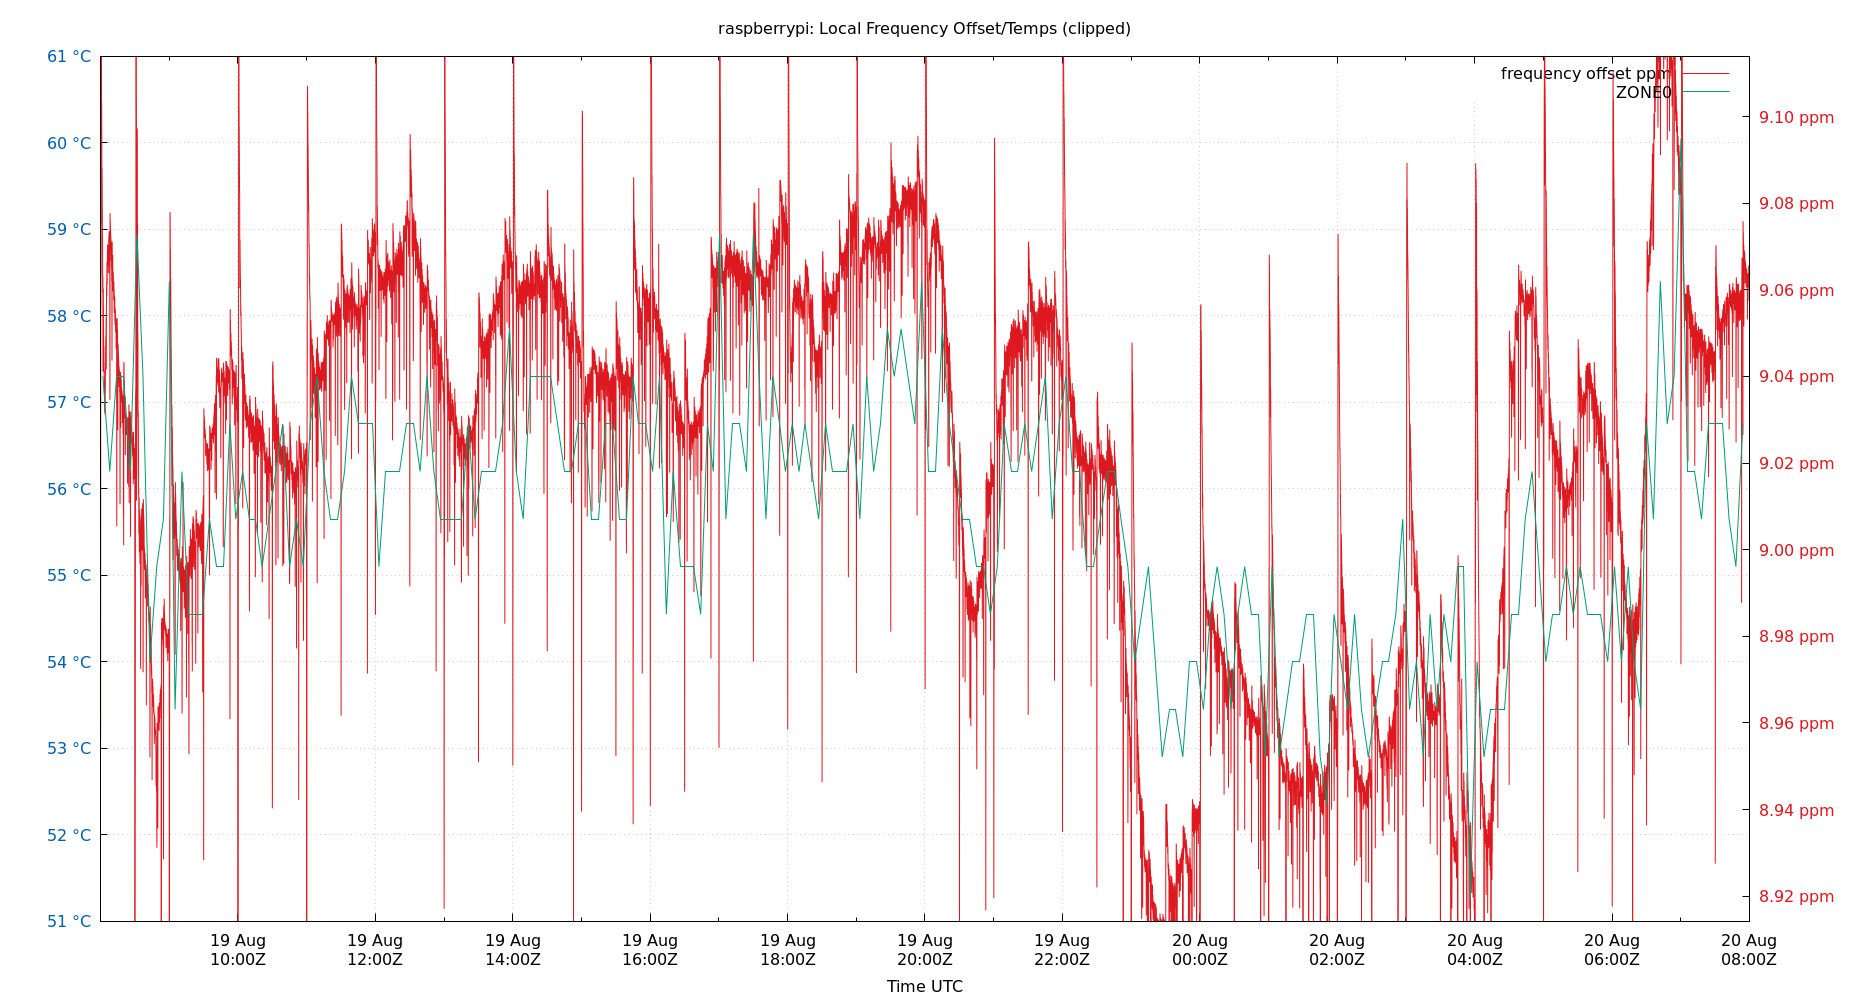 raspberrypi: Local Frequency Offset/Temps (clipped)
61 °C
60 °C
59 °C
58 °C
57 °C
56 °C
55 °C
54 °C
53 °C
52 °C
51 °C
frequency offset ppm
ZONE0
9.10 ppm
9.08 ppm
9.06 ppm
9.04 ppm
9.02 ppm
9.00 ppm
8.98 ppm
8.96 ppm
8.94 ppm
8.92 ppm
19 Aug
10:00Z
19 Aug
12:00Z
19 Aug
14:00Z
19 Aug
16:00Z
19 Aug
18:00Z
19 Aug
20:00Z
19 Aug
22:00Z
20 Aug
00:00Z
20 Aug
02:00Z
20 Aug
04:00Z
20 Aug
06:00Z
20 Aug
08:00Z
Time UTC